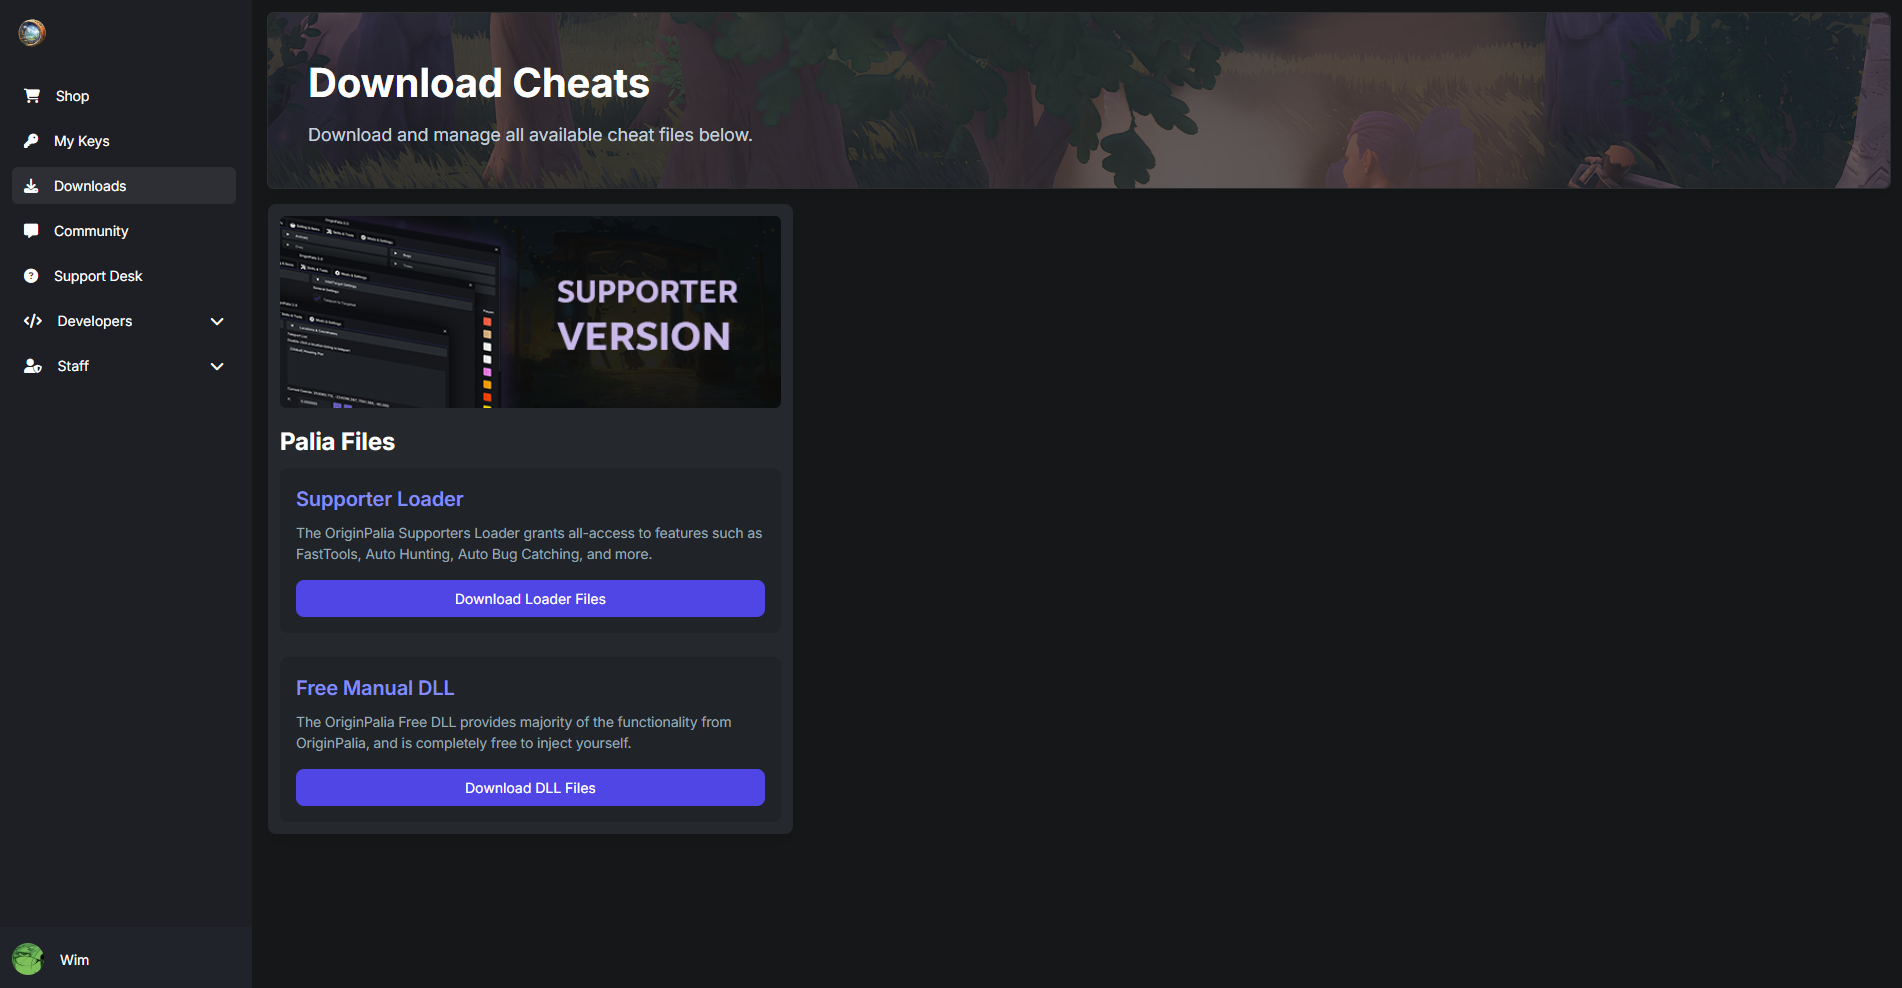 Shop
My Keys
Downloads
Community
Support Desk
Developers
Staff
Wim
Download Cheats
Download and manage all available cheat files below.
SUPPORTER
VERSION
Palia Files
Supporter Loader
The OriginPalia Supporters Loader grants all-access to features such as
FastTools, Auto Hunting, Auto Bug Catching, and more.
Download Loader Files
Free Manual DLL
The OriginPalia Free DLL provides majority of the functionality from
OriginPalia, and is completely free to inject yourself.
Download DLL Files